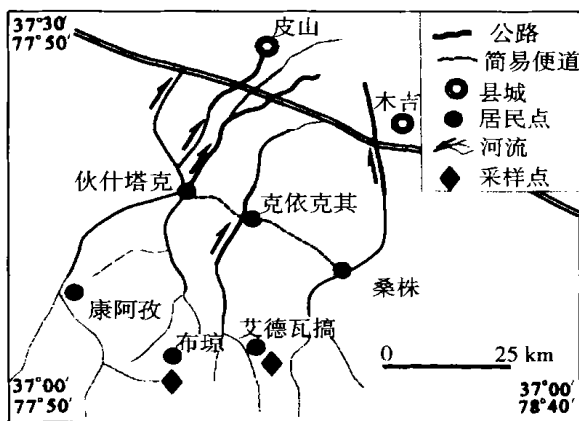 37°30′
77°50′
皮山
公路
简易便道
县城
居民点
河流
采样点
木吉
伙什塔克
克依克其
桑株
康阿孜
布琼
艾德瓦搞
0 25 km
37°00′
77°50′
37°00′
78°40′